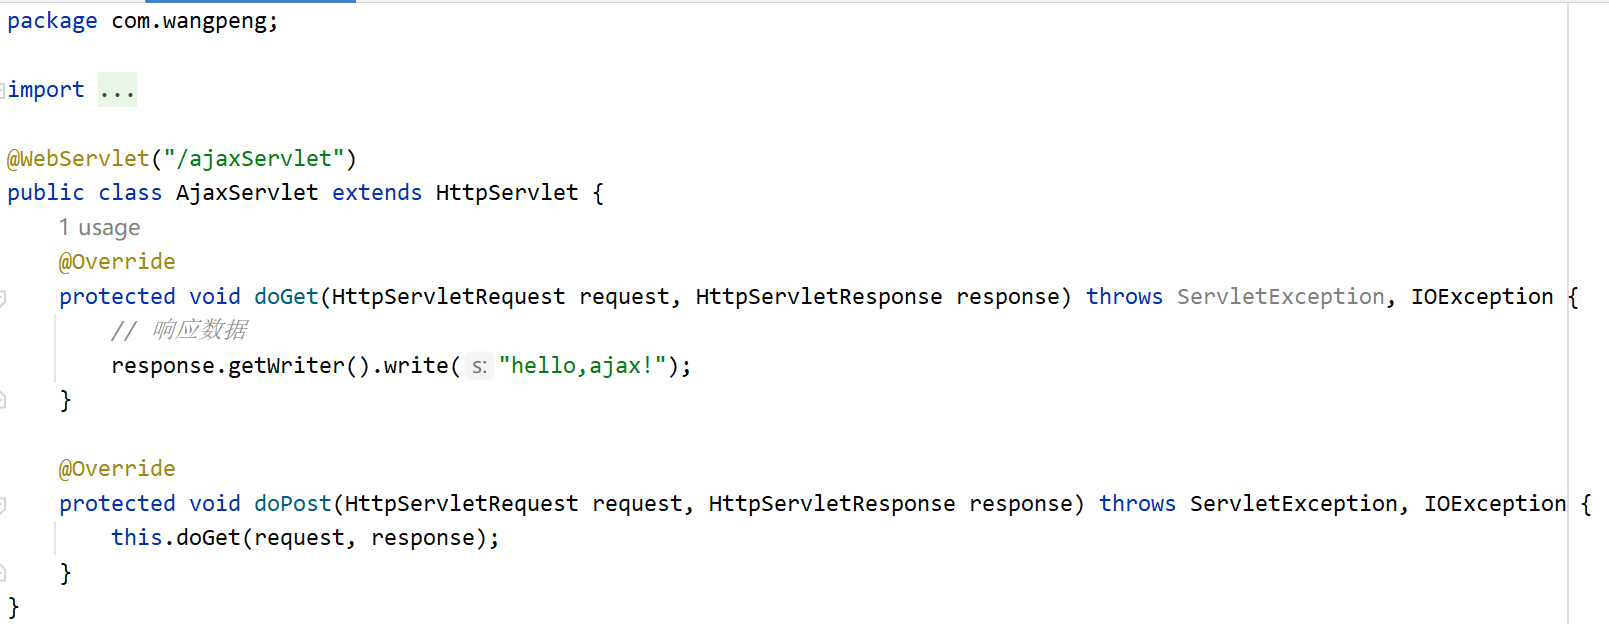 package com.wangpeng;
import ...
@WebServlet("/ajaxServlet")
public class AjaxServlet extends HttpServlet {
1 usage
@Override
protected void doGet(HttpServletRequest request, HttpServletResponse response) throws ServletException, IOException {
// 响应数据
response.getWriter().write( s: "hello,ajax!");
}
@Override
protected void doPost(HttpServletRequest request, HttpServletResponse response) throws ServletException, IOException {
this.doGet(request, response);
}
}